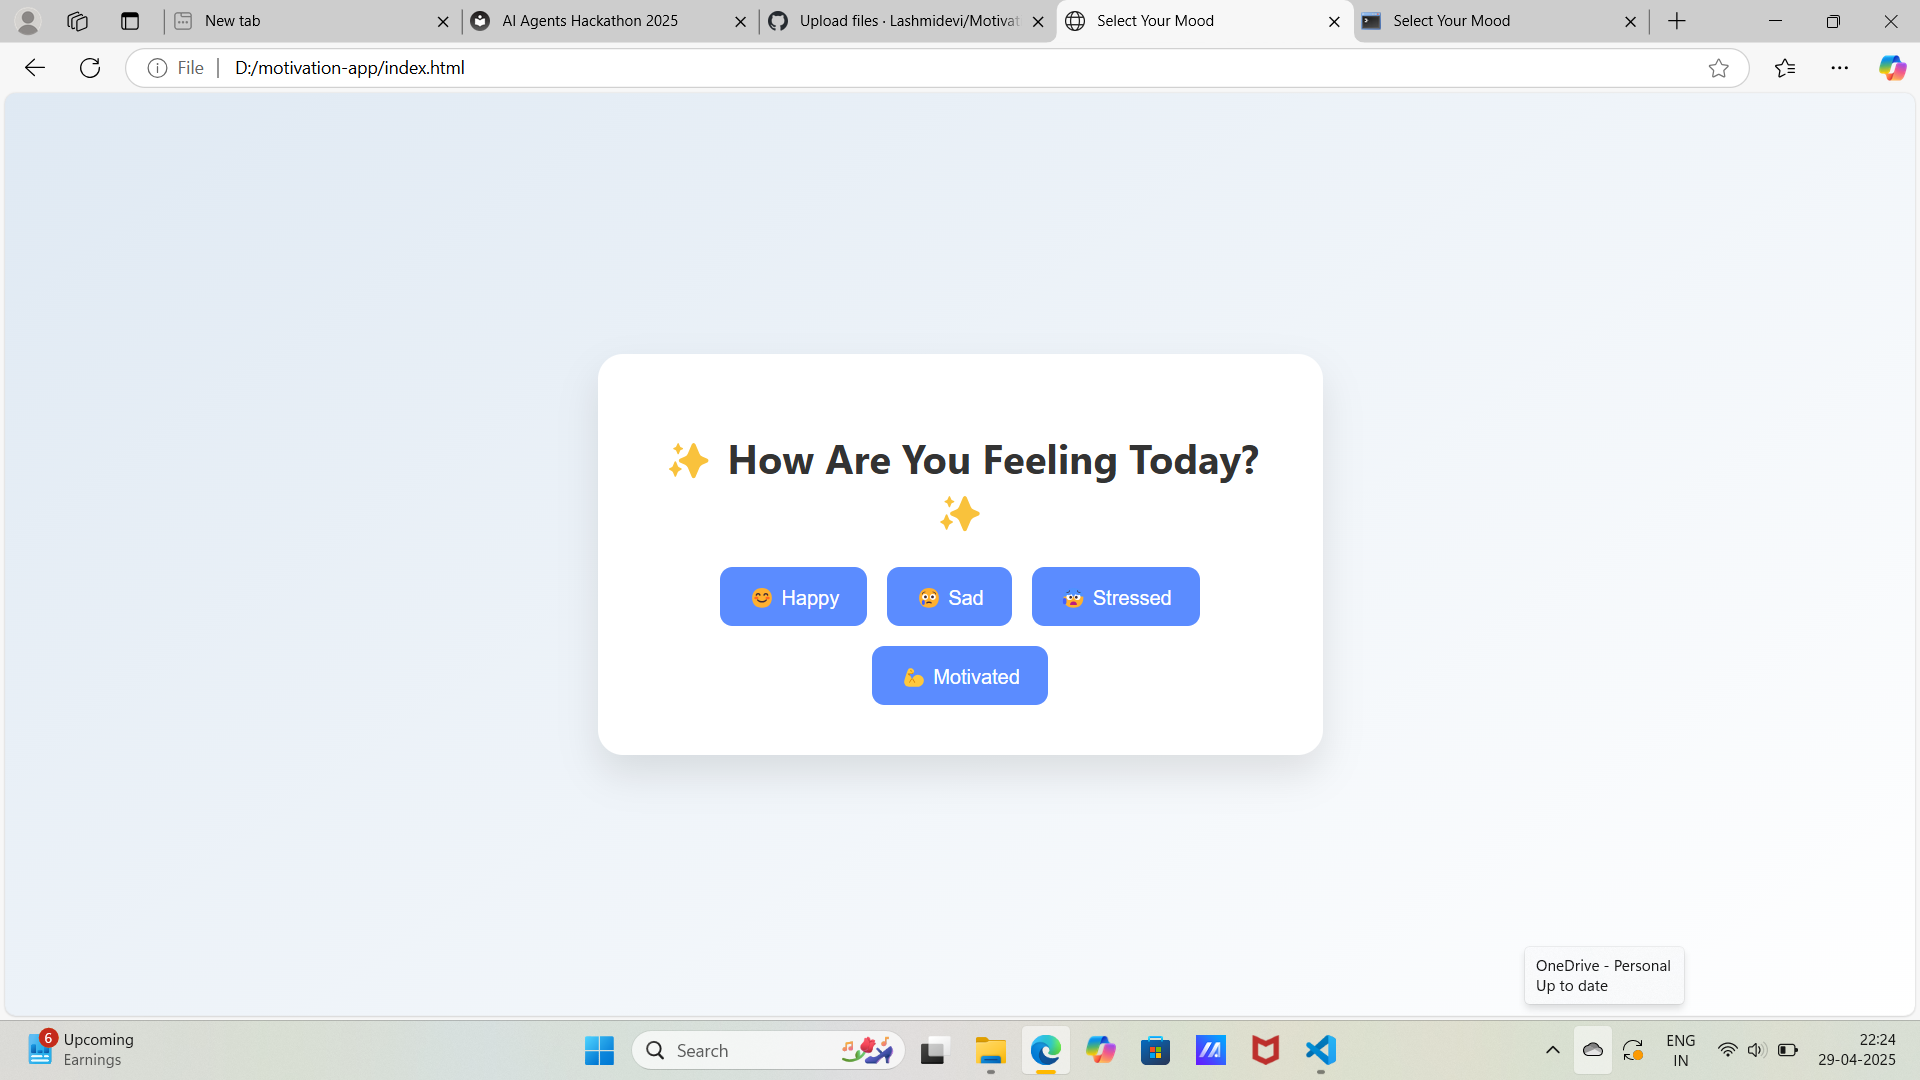 New tab
AI Agents Hackathon 2025
Upload files · Lashmidevi/Motivat
Select Your Mood
Select Your Mood
File
D:/motivation-app/index.html
✨ How Are You Feeling Today?
✨
😊 Happy
😢 Sad
😰 Stressed
💪 Motivated
OneDrive - Personal
Up to date
6
Upcoming
Earnings
Search
ENG
IN
22:24
29-04-2025